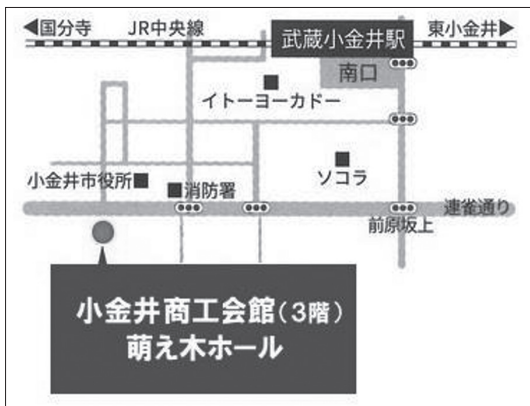 ◀国分寺
JR中央線
武蔵小金井駅
東小金井▶
南口
イトーヨーカドー
ソコラ
小金井市役所
消防署
連雀通り
前原坂上
小金井商工会館(3階)
萌え木ホール